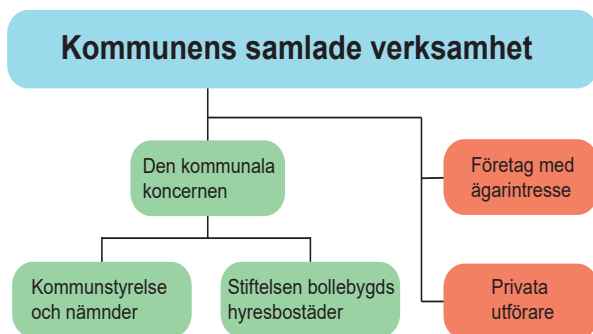 Kommunens samlade verksamhet
Den kommunala
koncernen
Företag med
ägarintresse
Kommunstyrelse
och nämnder
Stiftelsen bollebygds
hyresbostäder
Privata
utförare